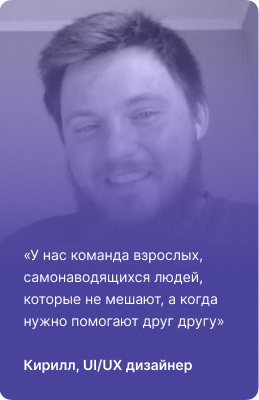 «У нас команда взрослых,
самонаводящихся людей,
которые не мешают, а когда
нужно помогают друг другу»
Кирилл, UI/UX дизайнер